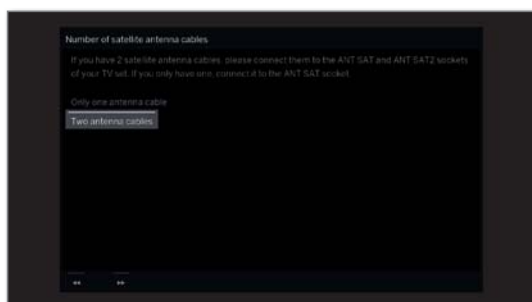 Number of satellite antenna cables
If you have 2 satellite antenna cables, please connect them to the ANT SAT and ANT SAT2 sockets
of your TV set. If you only have one, connect it to the ANT SAT socket.
Only one antenna cable
Two antenna cables